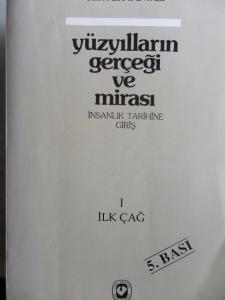 yüzyılların
gerçeği
ve
mirası
İNSANLIK TARİHİNE
GİRİŞ
I
İLK ÇAĞ
5. BASI